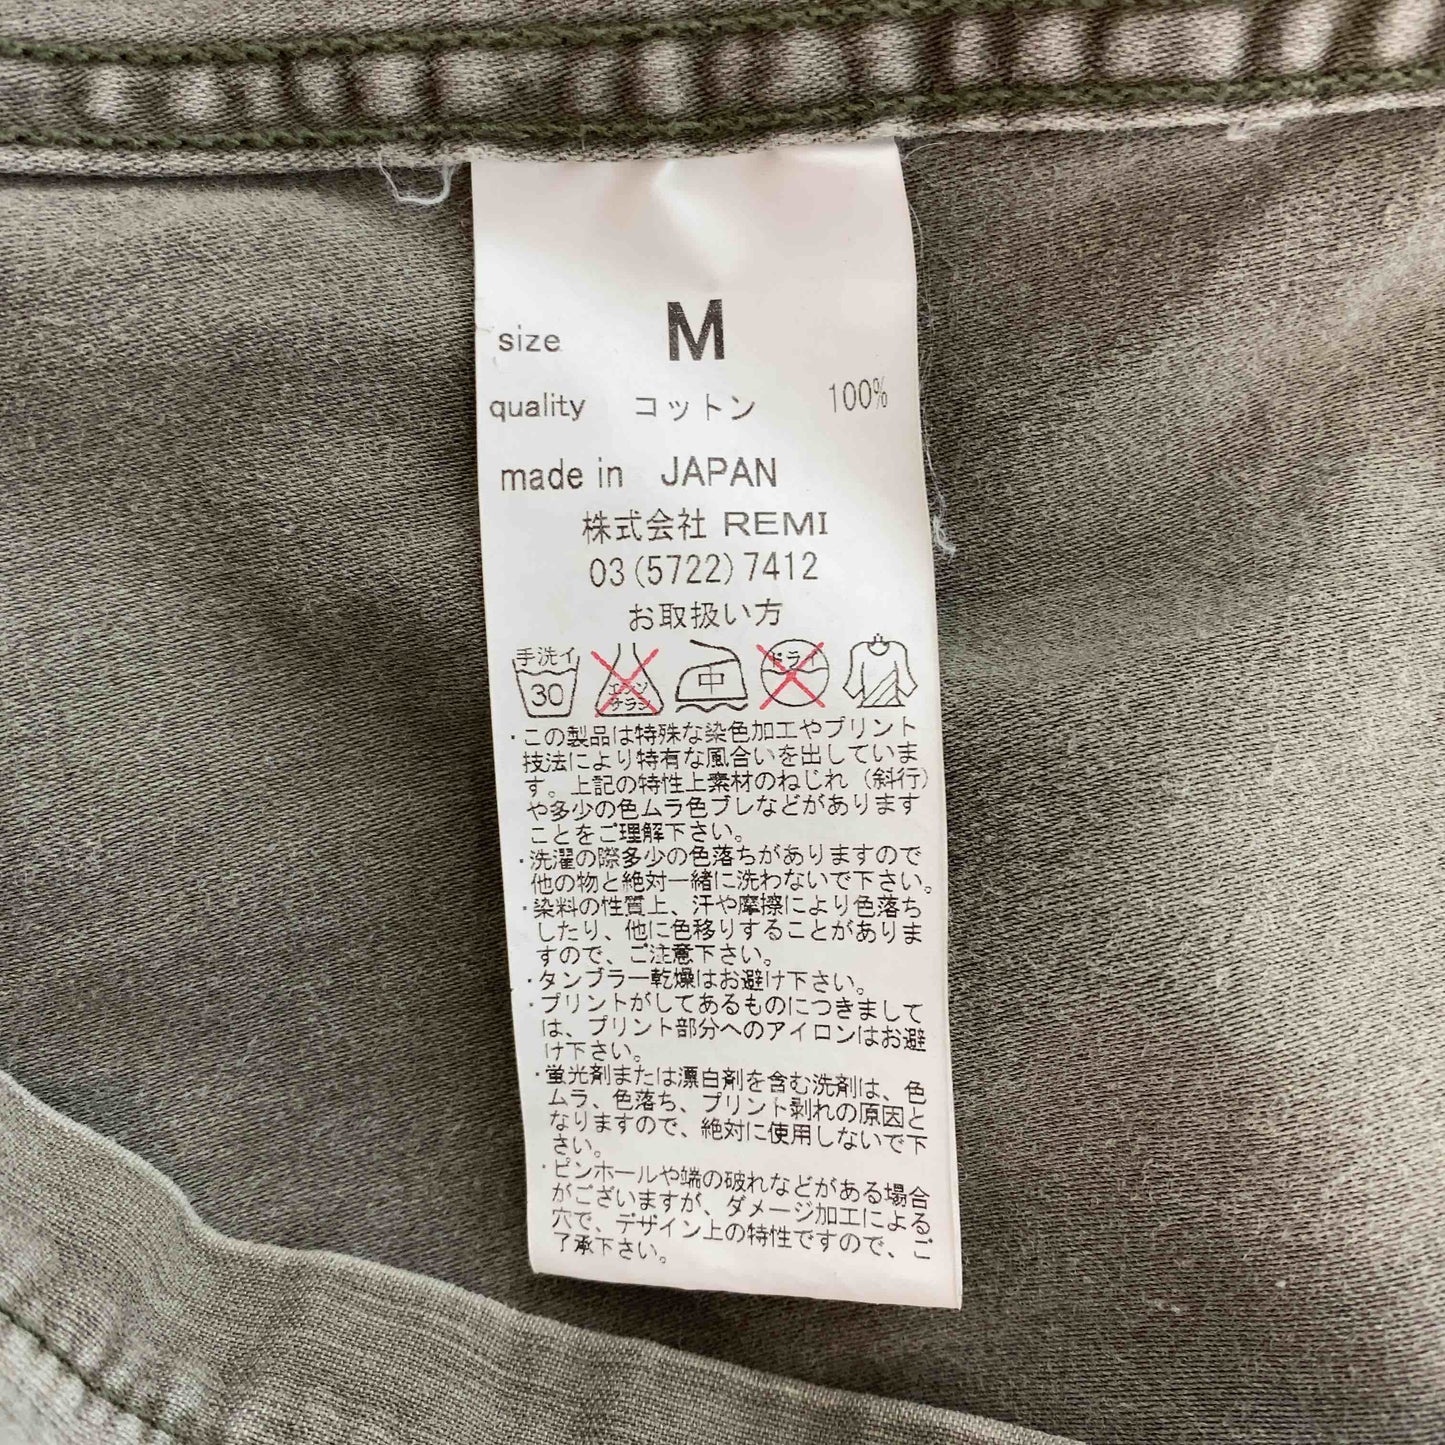 size M
quality コットン 100%
made in JAPAN
株式会社 REMI
03(5722)7412
お取扱い方
手洗イ 30 エンソ サラシ 中 ドライ
・この製品は特殊な染色加工やプリント
技法により特有な風合いを出していま
す。上記の特性上素材のねじれ（斜行）
や多少の色ムラ色ブレなどがあります
ことをご理解下さい。
・洗濯の際多少の色落ちがありますので
他の物と絶対一緒に洗わないで下さい。
・染料の性質上、汗や摩擦により色落ち
したり、他に色移りすることがありま
すので、ご注意下さい。
・タンブラー乾燥はお避け下さい。
・プリントがしてあるものにつきまして
は、プリント部分へのアイロンはお避
け下さい。
・蛍光剤または漂白剤を含む洗剤は、色
ムラ、色落ち、プリント剥れの原因と
なりますので、絶対に使用しないで下
さい。
・ピンホールや端の破れなどがある場合
がございますが、ダメージ加工による
穴で、デザイン上の特性ですので、ご
了承下さい。